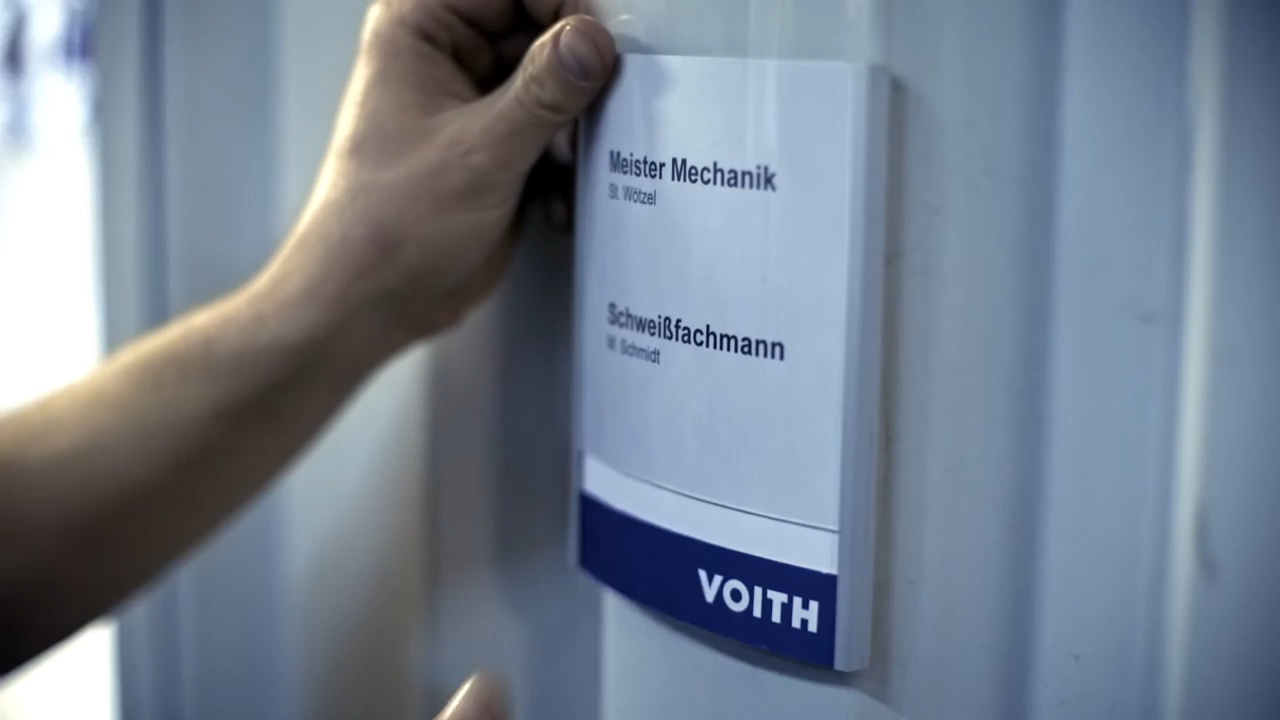 Meister Mechanik
St. Wötzel
Schweißfachmann
W. Schmidt
VOITH